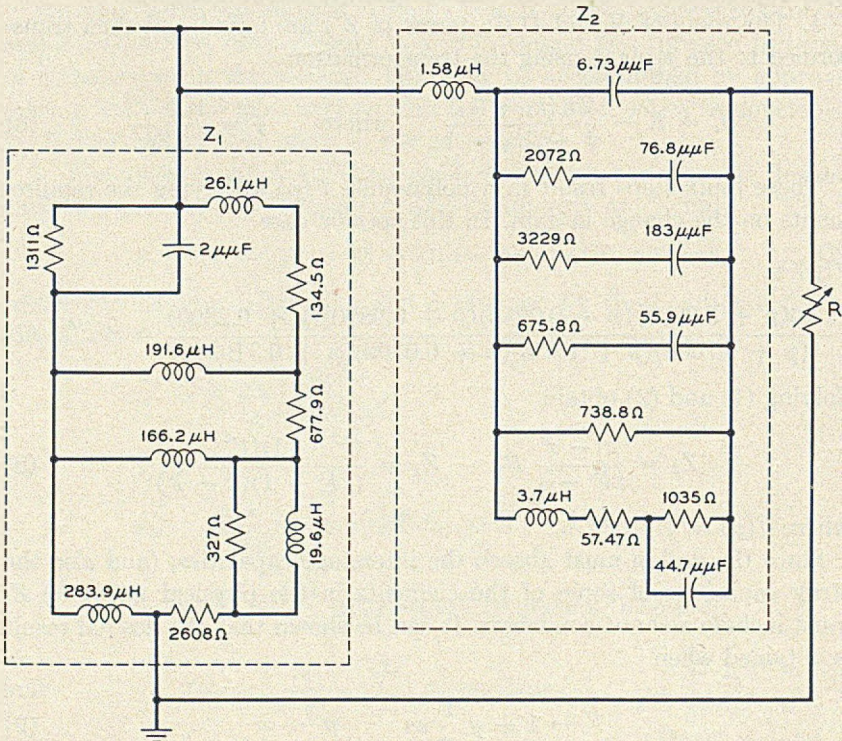 Z₂
1.58μH
6.73μμF
2072Ω
76.8μμF
3229Ω
183μμF
675.8Ω
55.9μμF
738.8Ω
3.7μH
57.47Ω
1035Ω
44.7μμF
R
Z₁
26.1μH
1311Ω
2μμF
134.5Ω
191.6μH
677.9Ω
166.2μH
327Ω
19.6μH
283.9μH
2608Ω